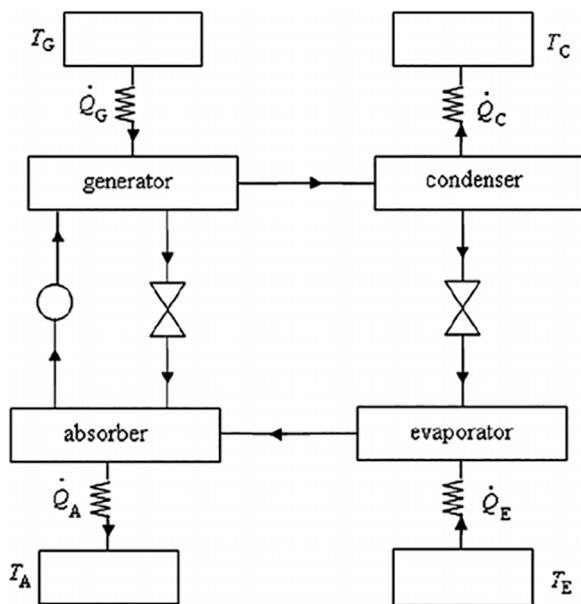 T_G T_C
Q̇_G Q̇_C
generator condenser
absorber evaporator
Q̇_A Q̇_E
T_A T_E